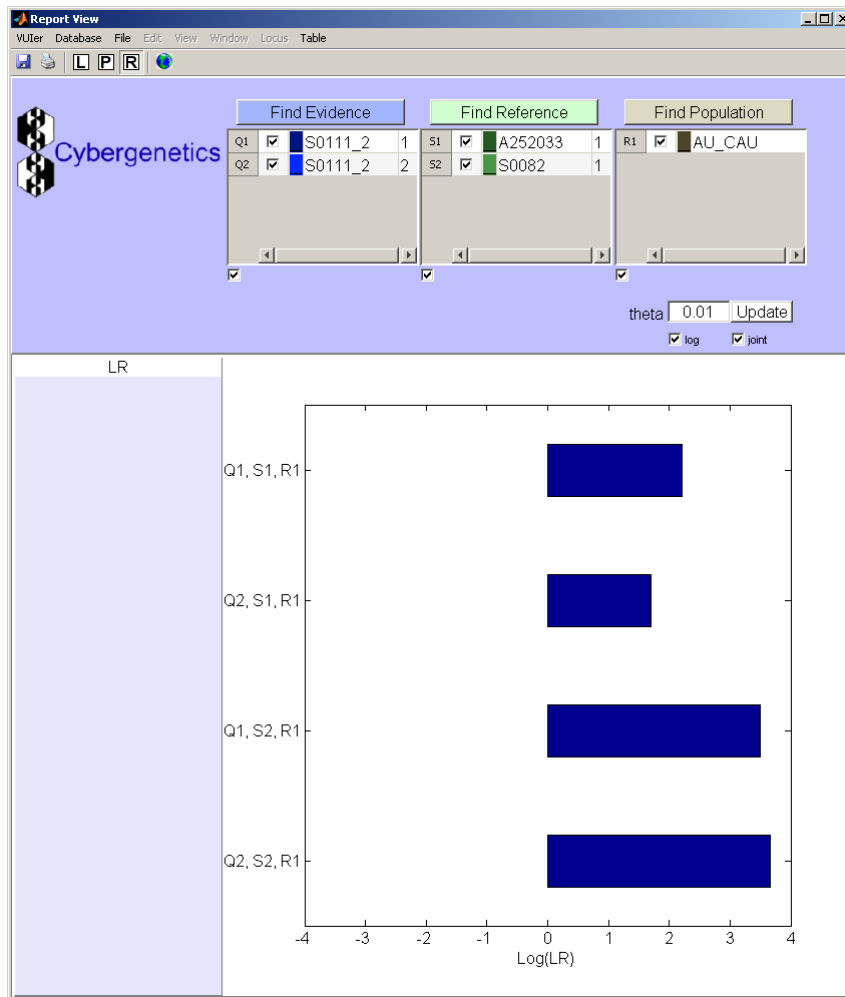 Report View
VUIer Database File Edit View Window Locus Table
L P R
Cybergenetics
Find Evidence Find Reference Find Population
Q1 S0111_2 1 S1 A252033 1 R1 AU_CAU
Q2 S0111_2 2 S2 S0082 1
theta 0.01 Update
log joint
LR
Q1, S1, R1
Q2, S1, R1
Q1, S2, R1
Q2, S2, R1
-4 -3 -2 -1 0 1 2 3 4
Log(LR)